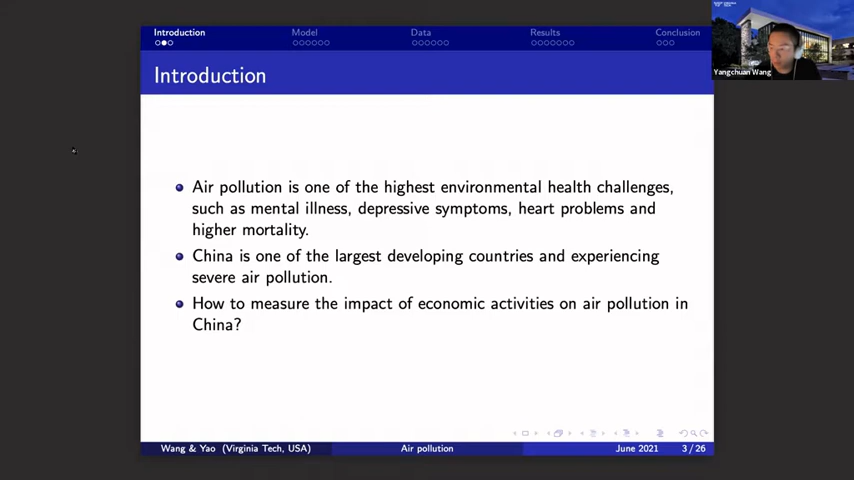 Introduction
Model
Data
Results
Conclusion
Introduction
Yangchuan Wang
Air pollution is one of the highest environmental health challenges,
such as mental illness, depressive symptoms, heart problems and
higher mortality.
China is one of the largest developing countries and experiencing
severe air pollution.
How to measure the impact of economic activities on air pollution in
China?
Wang & Yao (Virginia Tech, USA)
Air pollution
June 2021
3 / 26